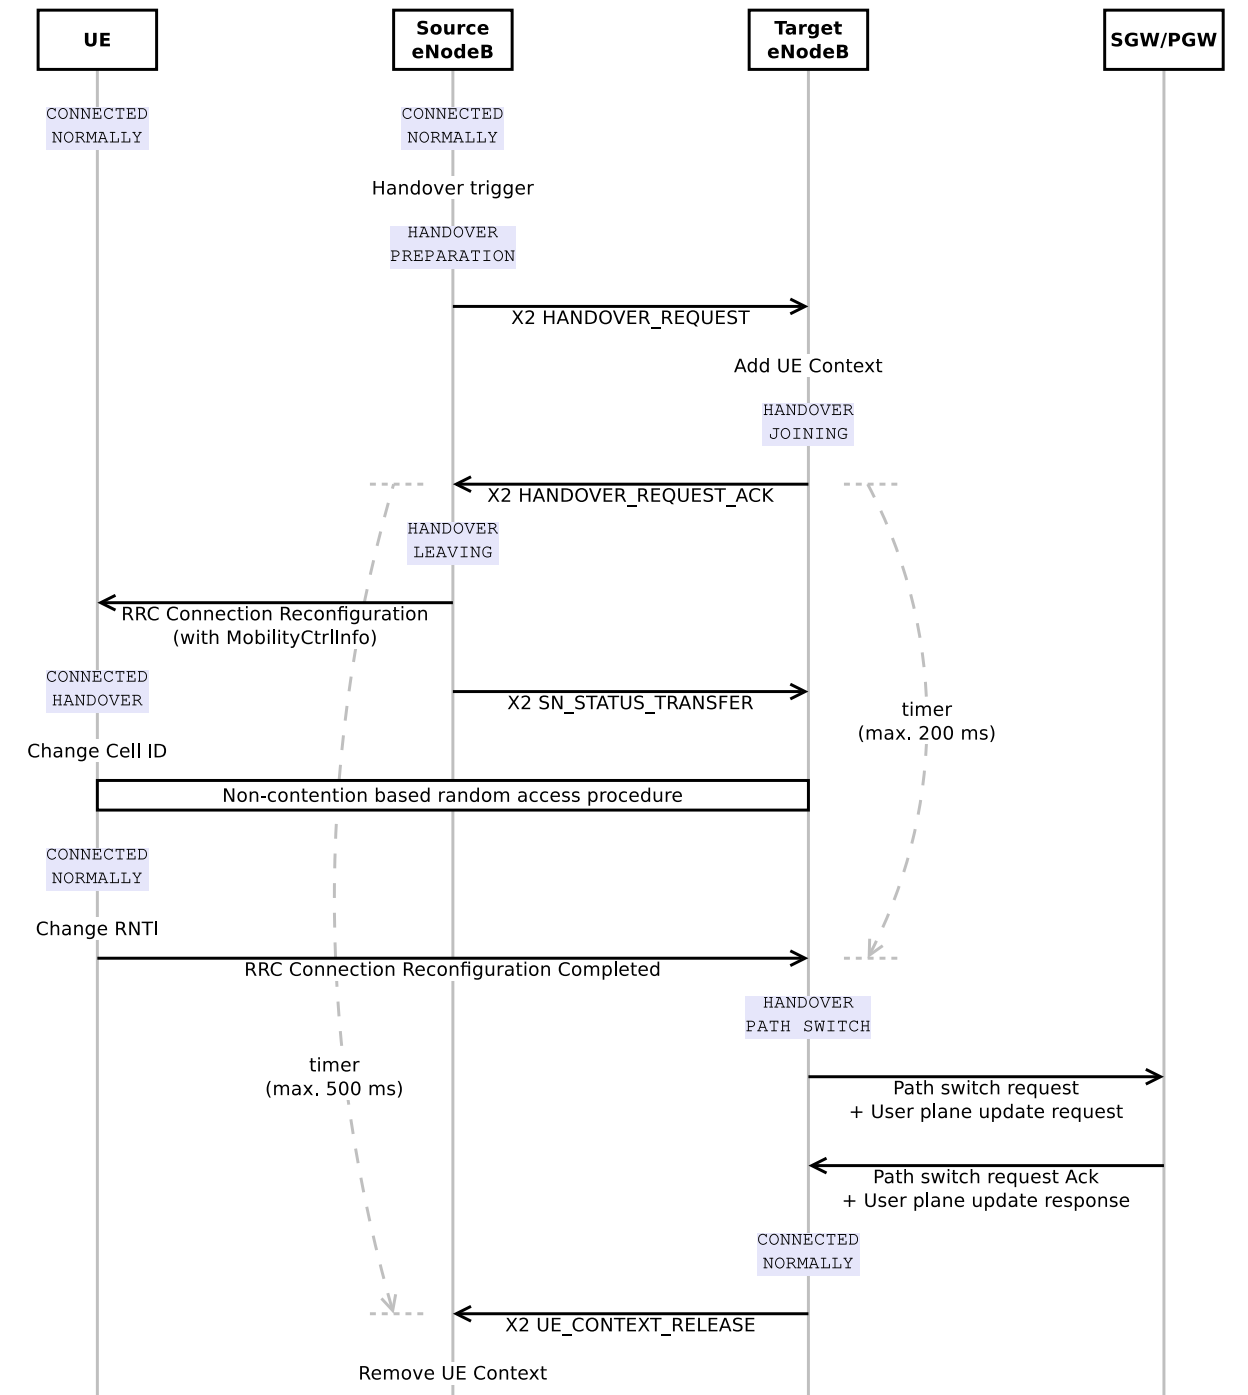 UE
Source
eNodeB
Target
eNodeB
SGW/PGW
CONNECTED
NORMALLY
CONNECTED
NORMALLY
Handover trigger
HANDOVER
PREPARATION
X2 HANDOVER_REQUEST
Add UE Context
HANDOVER
JOINING
X2 HANDOVER_REQUEST_ACK
HANDOVER
LEAVING
RRC Connection Reconfiguration
(with MobilityCtrlInfo)
CONNECTED
HANDOVER
X2 SN_STATUS_TRANSFER
timer
(max. 200 ms)
Change Cell ID
Non-contention based random access procedure
CONNECTED
NORMALLY
Change RNTI
RRC Connection Reconfiguration Completed
HANDOVER
PATH SWITCH
timer
(max. 500 ms)
Path switch request
+ User plane update request
Path switch request Ack
+ User plane update response
CONNECTED
NORMALLY
X2 UE_CONTEXT_RELEASE
Remove UE Context